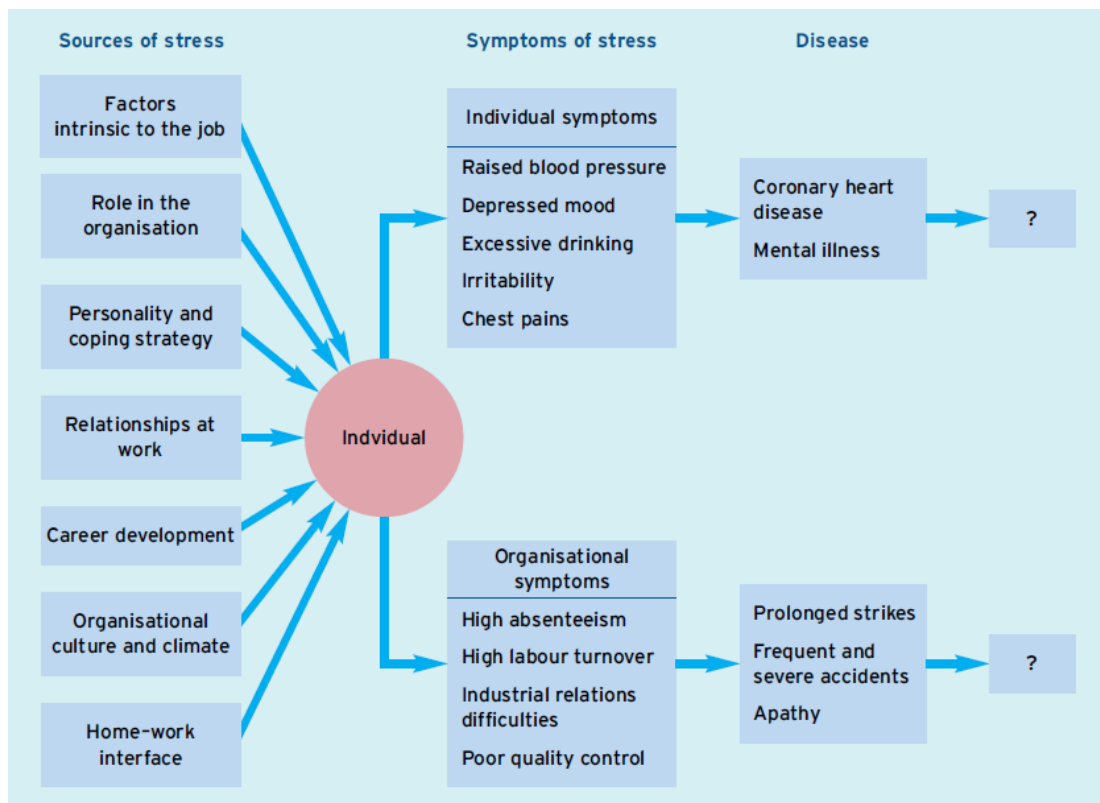 Sources of stress
Symptoms of stress
Disease
Factors
intrinsic to the job
Role in the
organisation
Personality and
coping strategy
Relationships at
work
Career development
Organisational
culture and climate
Home–work
interface
Indvidual
Individual symptoms
Raised blood pressure
Depressed mood
Excessive drinking
Irritability
Chest pains
Coronary heart
disease
Mental illness
?
Organisational
symptoms
High absenteeism
High labour turnover
Industrial relations
difficulties
Poor quality control
Prolonged strikes
Frequent and
severe accidents
Apathy
?